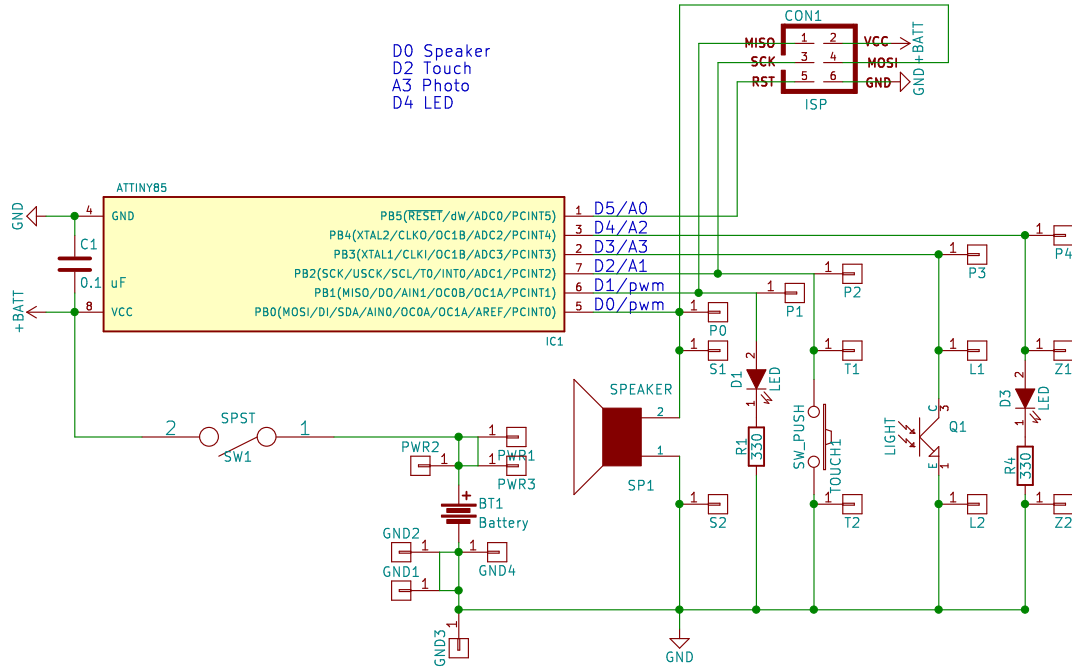 CON1
MISO 1 2 VCC +BATT
SCK 3 4 MOSI
RST 5 6 GND GND
ISP
D0 Speaker
D2 Touch
A3 Photo
D4 LED
ATTINY85
GND 4 GND
PB5(RESET/dW/ADC0/PCINT5) 1 D5/A0
PB4(XTAL2/CLKO/OC1B/ADC2/PCINT4) 3 D4/A2
PB3(XTAL1/CLKI/OC1B/ADC3/PCINT3) 2 D3/A3
PB2(SCK/USCK/SCL/T0/INT0/ADC1/PCINT2) 7 D2/A1
PB1(MISO/DO/AIN1/OC0B/OC1A/PCINT1) 6 D1/pwm
PB0(MOSI/DI/SDA/AIN0/OC0A/OC1A/AREF/PCINT0) 5 D0/pwm
C1
0.1 uF
+BATT 8 VCC
IC1
1 P4
1 P3
1 P2
1 P1
1 P0
1 S1
1 T1
1 L1
1 Z1
SPEAKER
2
1
SP1
2 D1 LED
1
R1 330
SW_PUSH
TOUCH1
LIGHT
C 3
Q1
E 1
2
D3 LED
1
R4 330
1 S2
1 T2
1 L2
1 Z2
2 SPST 1
SW1
1 PWR1
PWR2 1
1 PWR3
+
BT1
Battery
GND2 1
1 GND4
GND1 1
GND3 1
GND